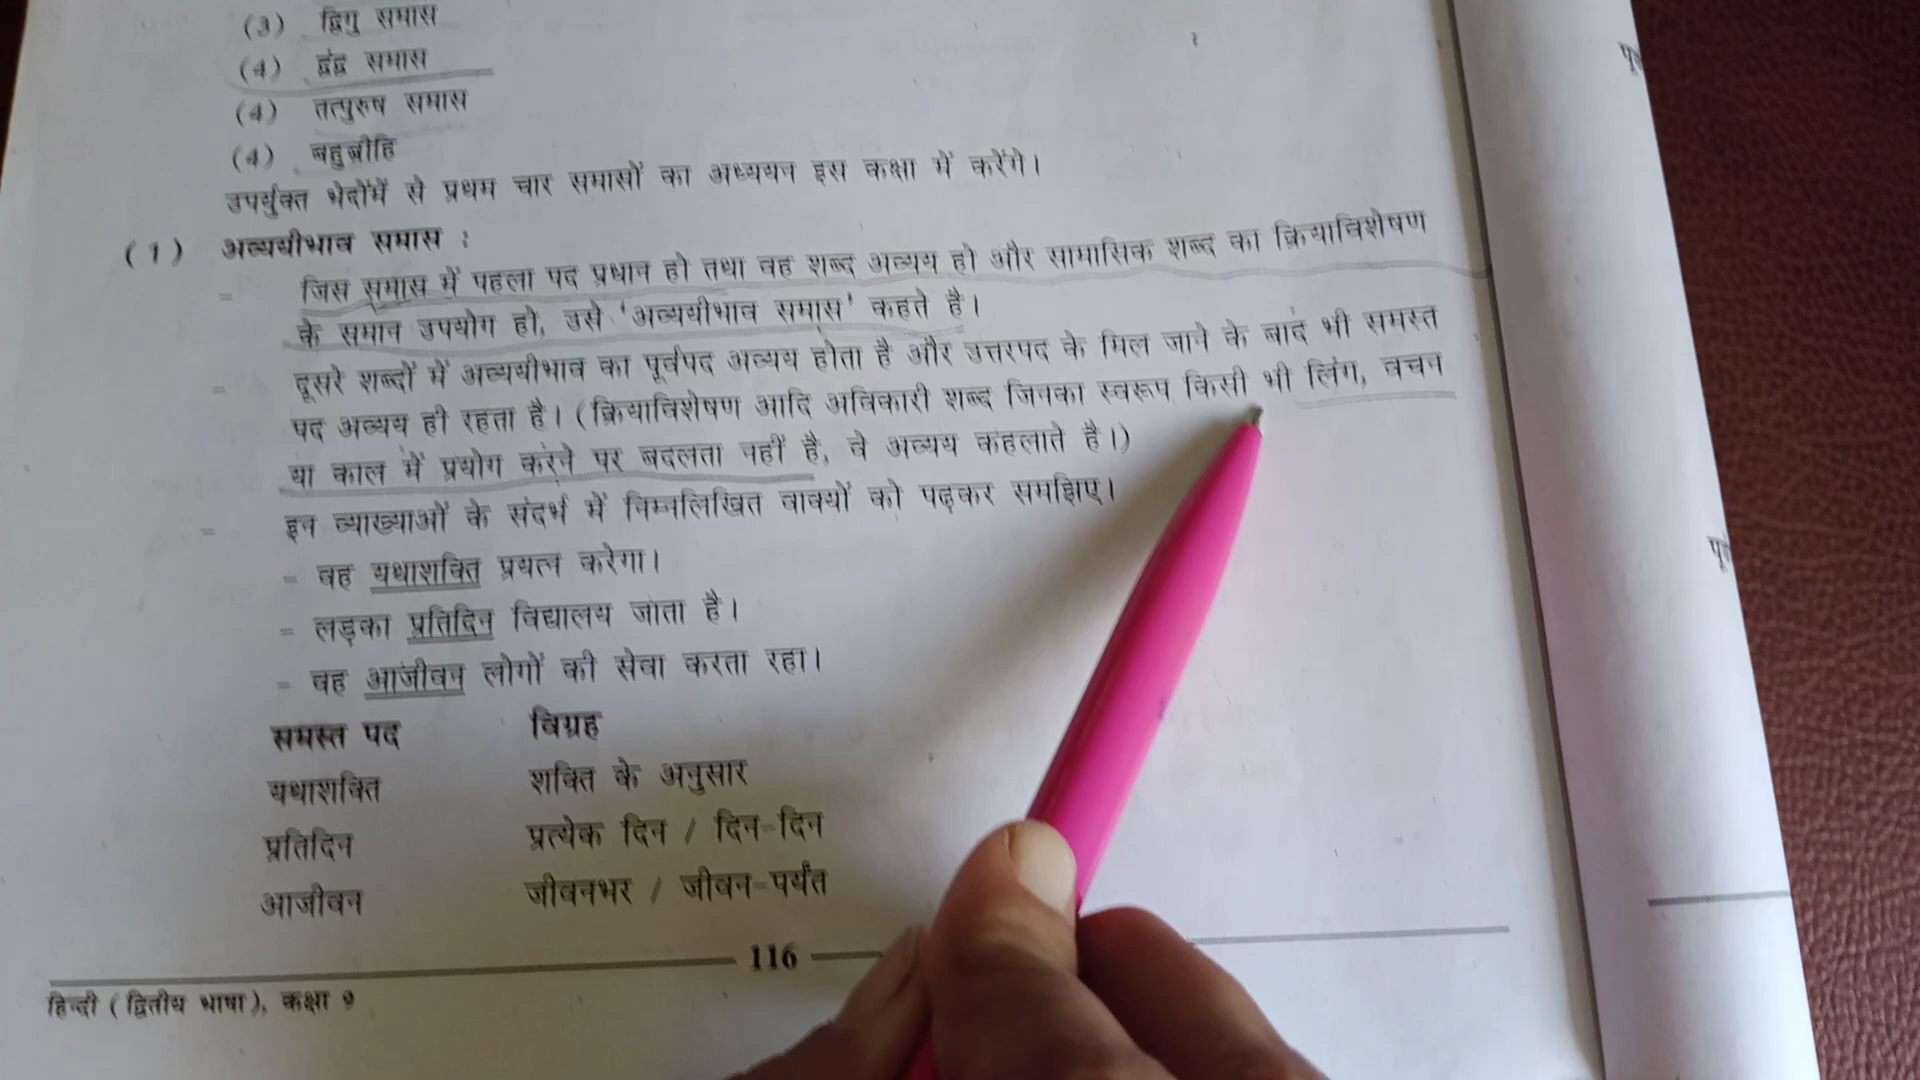 (3) द्विगु समास
(4) द्वंद्व समास
(4) तत्पुरुष समास
(4) बहुव्रीहि
उपर्युक्त भेदोंमें से प्रथम चार समासों का अध्ययन इस कक्षा में करेंगे।
(1) अव्ययीभाव समास :
- जिस समास में पहला पद प्रधान हो तथा वह शब्द अव्यय हो और सामासिक शब्द का क्रियाविशेषण
के समान उपयोग हो, उसे 'अव्ययीभाव समास' कहते है।
- दूसरे शब्दों में अव्ययीभाव का पूर्वपद अव्यय होता है और उत्तरपद के मिल जाने के बाद भी समस्त
पद अव्यय ही रहता है। (क्रियाविशेषण आदि अविकारी शब्द जिनका स्वरूप किसी भी लिंग, वचन
या काल में प्रयोग करने पर बदलता नहीं है, वे अव्यय कहलाते है।)
- इन व्याख्याओं के संदर्भ में निम्नलिखित वाक्यों को पढ़कर समझिए।
- वह यथाशक्ति प्रयत्न करेगा।
- लड़का प्रतिदिन विद्यालय जाता है।
- वह आजीवन लोगों की सेवा करता रहा।
समस्त पद विग्रह
यथाशक्ति शक्ति के अनुसार
प्रतिदिन प्रत्येक दिन / दिन-दिन
आजीवन जीवनभर / जीवन-पर्यंत
116
हिन्दी (द्वितीय भाषा), कक्षा 9